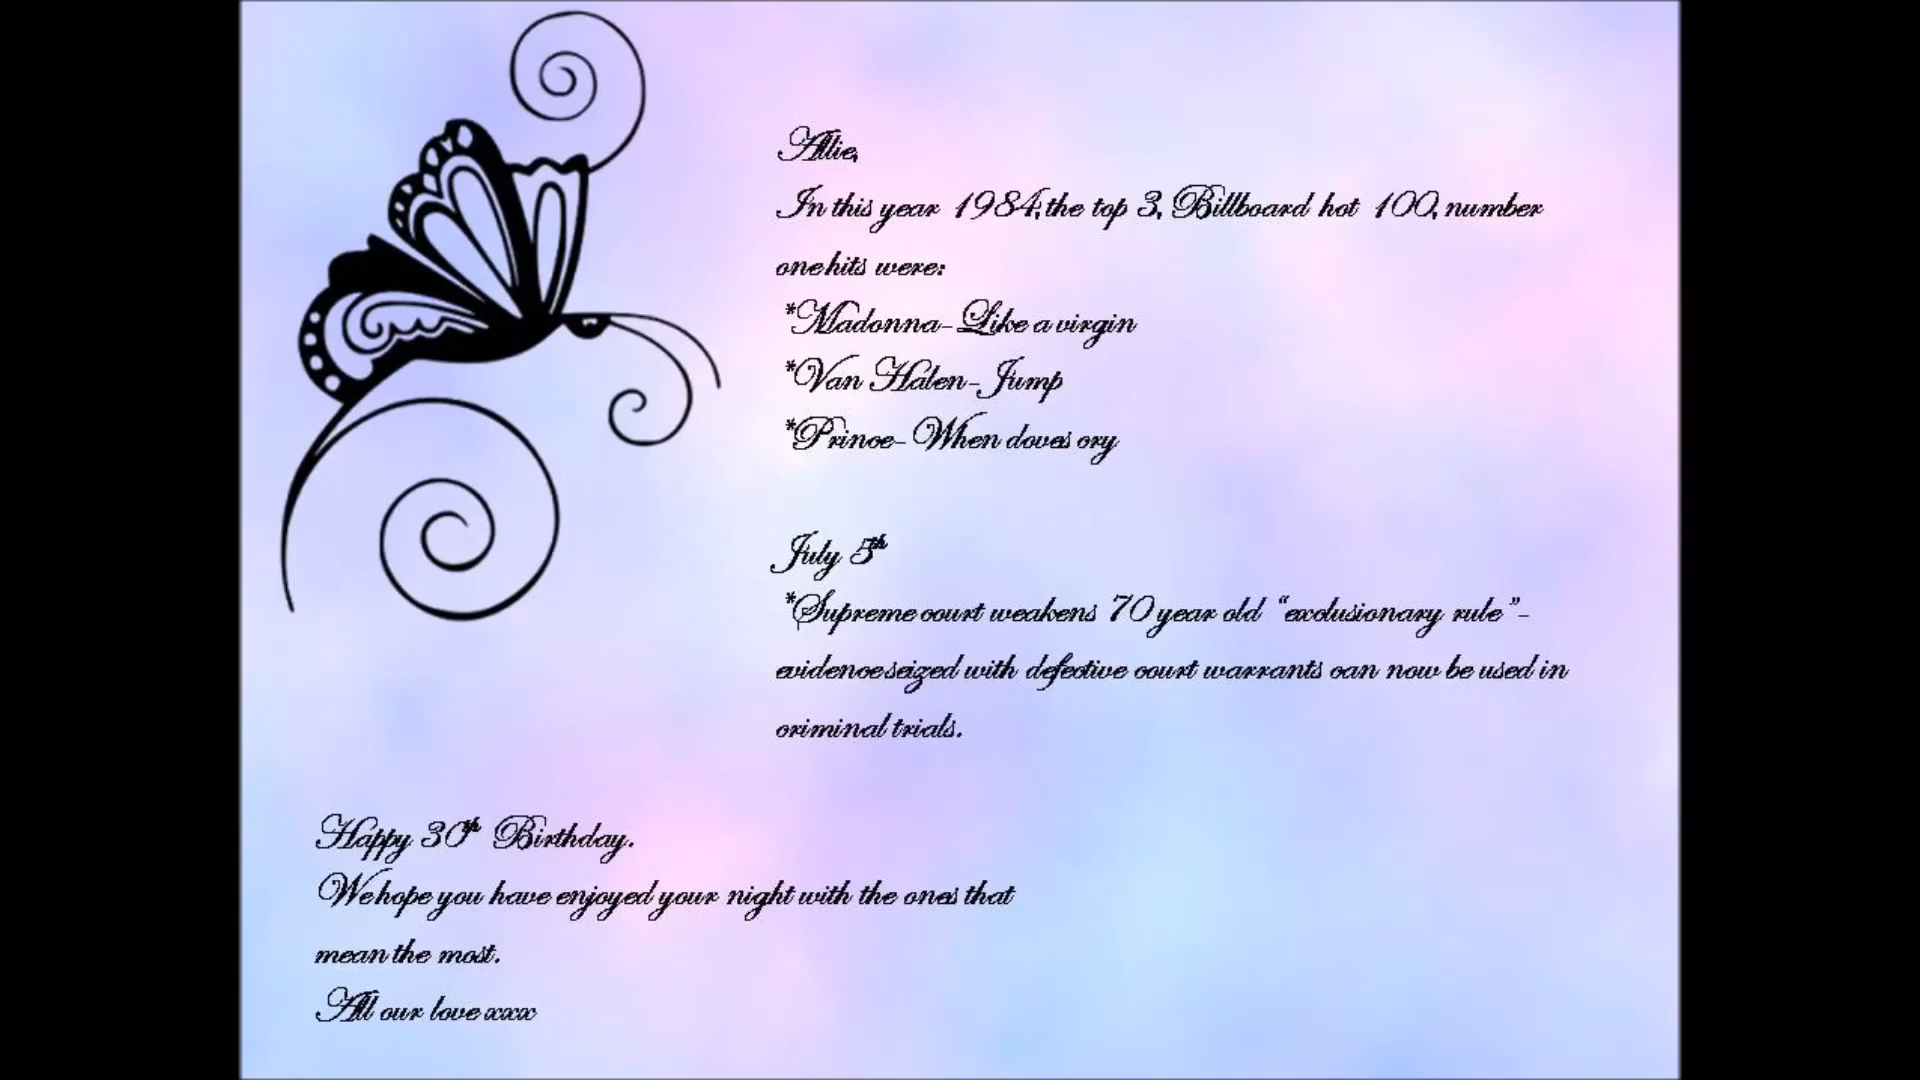 Allie,
In this year 1984, the top 3, Billboard hot 100, number
one hits were:
*Madonna- Like a virgin
*Van Halen- Jump
*Prince- When doves cry
July 5th
*Supreme court weakens 70 year old “exclusionary rule”-
evidence seized with defective court warrants can now be used in
criminal trials.
Happy 30th Birthday.
We hope you have enjoyed your night with the ones that
mean the most.
All our love xxx